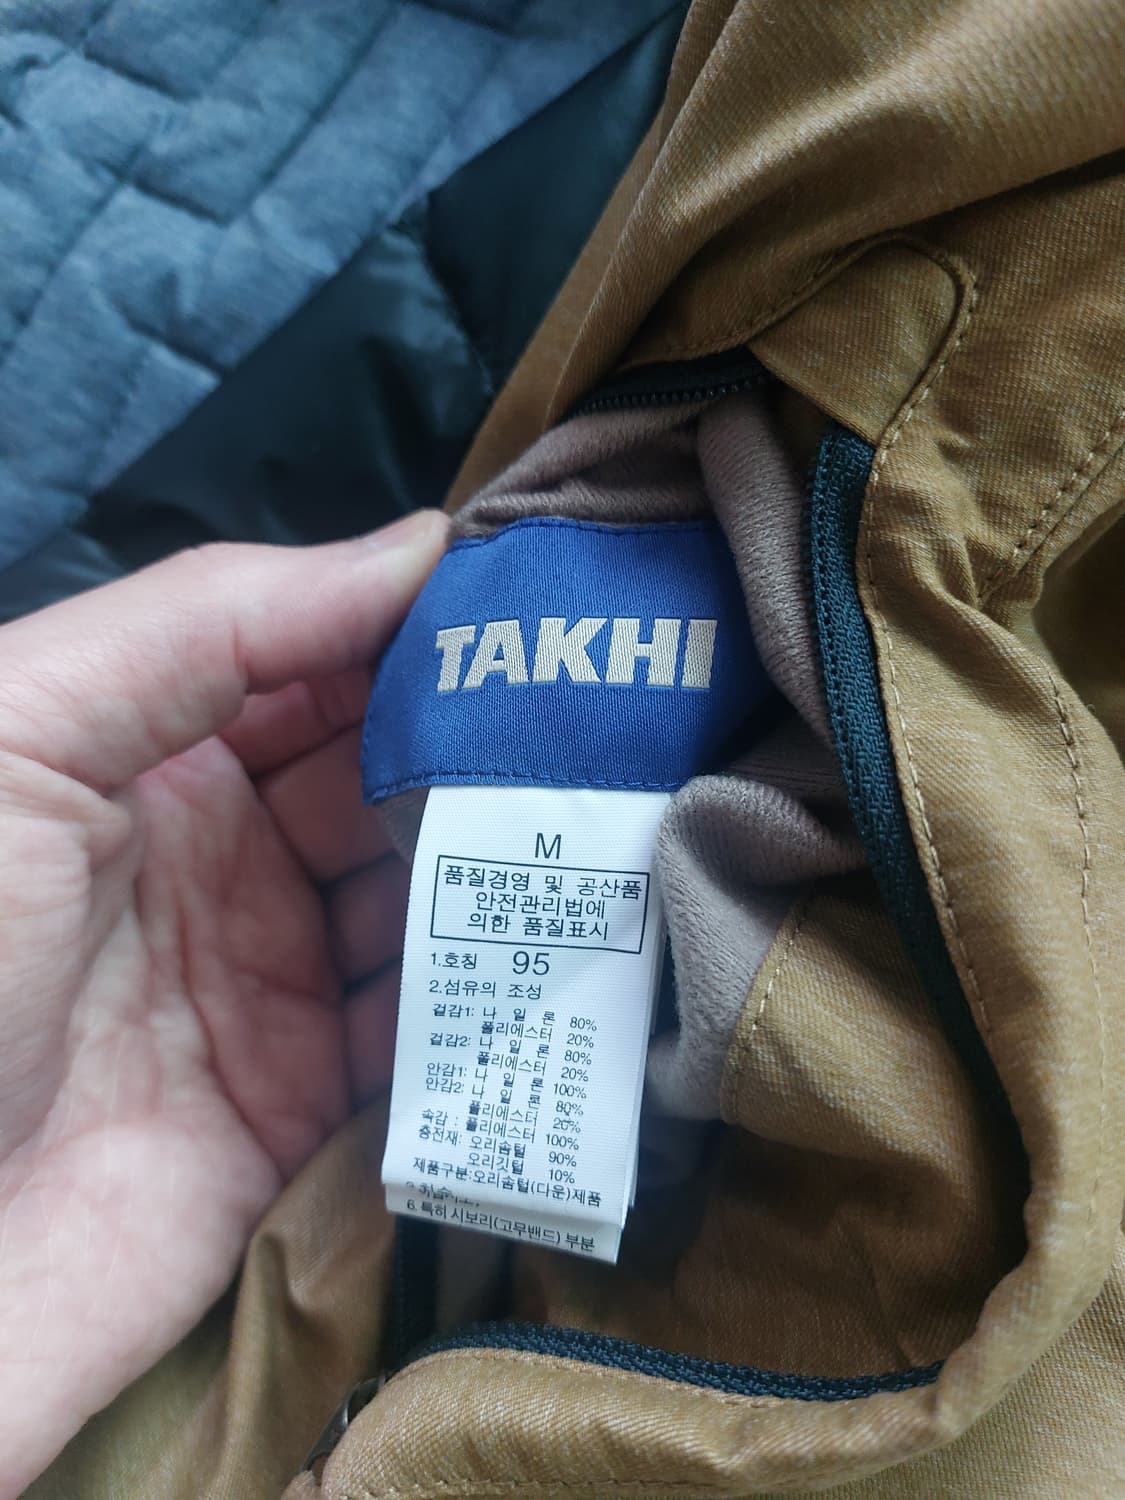 TAKHI
M
품질경영 및 공산품
안전관리법에
의한 품질표시
1.호칭 95
2.섬유의 조성
겉감1: 나 일 론 80%
폴리에스터 20%
겉감2: 나 일 론 80%
폴리에스터 20%
안감1: 나 일 론 100%
안감2: 나 일 론 80%
폴리에스터 20%
속감 : 폴리에스터 100%
충전재: 오리솜털 90%
오리깃털 10%
제품구분:오리솜털(다운)제품
6.특히 시보리(고무밴드) 부분